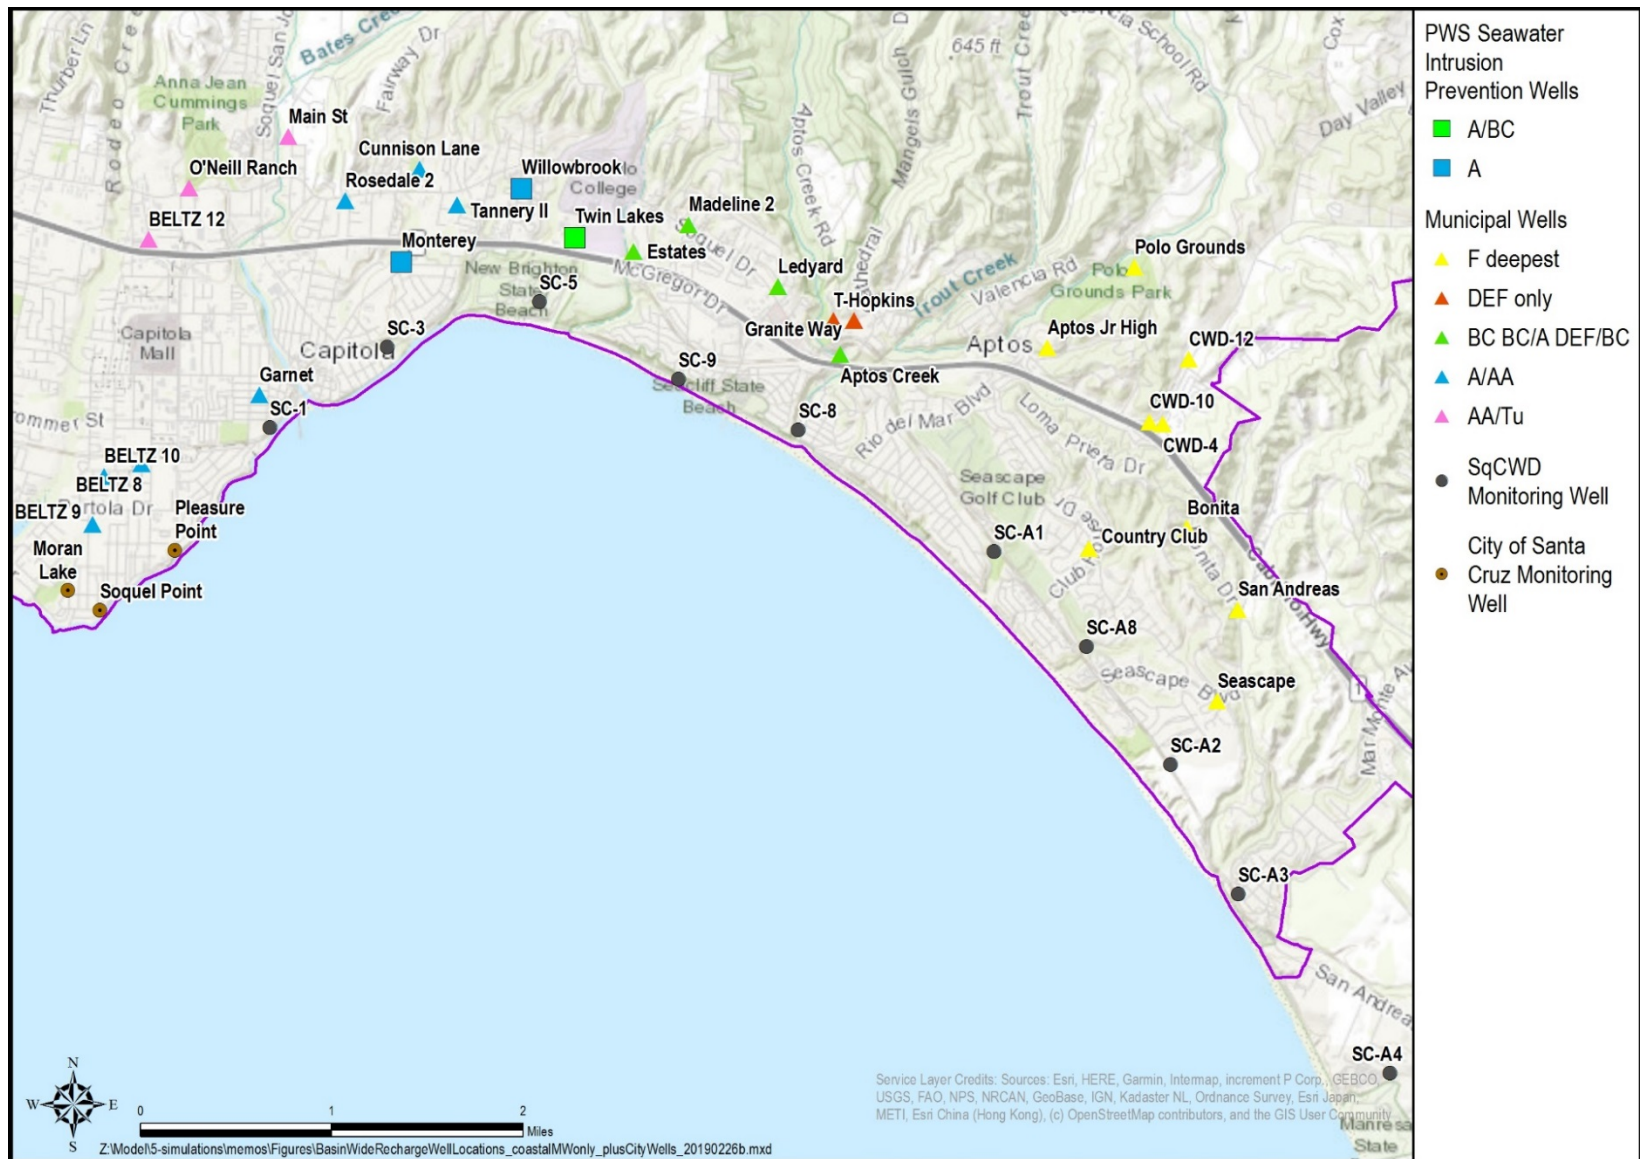 Thurber Ln
Rodeo Cre
Anna Jean
Cummings
Park
Soquel San Jo
Bates Creek
Fairway Dr
645 ft
Mangels Gulch
Trout Creek
Valencia School Rd
Cox
Day Valley
Main St
Cunnison Lane
O'Neill Ranch
Rosedale 2
Willowbrook
College
Tannery II
Twin Lakes
Madeline 2
Aptos Creek Rd
BELTZ 12
Monterey
1
Soquel Dr
Estates
McGregor Dr
Ledyard
Trout Creek
Valencia Rd
Polo Grounds
Polo
Grounds Park
New Brighton
State
Beach
SC-5
T-Hopkins
Granite Way
Aptos Jr High
Aptos
CWD-12
Capitola
Mall
SC-3
Capitola
SC-9
Seacliff State
Beach
Aptos Creek
Garnet
SC-1
SC-8
Rio del Mar Blvd
Loma Priera Dr
CWD-10
CWD-4
ommer St
BELTZ 10
BELTZ 8
BELTZ 9
Portola Dr
Pleasure
Point
Seascape
Golf Club
Bonita
SC-A1
Country Club
Moran
Lake
Soquel Point
San Andreas
Cabrillo Hwy
SC-A8
Seascape Blvd
Seascape
1
Mar Monte Av
SC-A2
SC-A3
San Andreas
SC-A4
Manresa
State
N
W
E
S
0
1
2
Miles
Service Layer Credits: Sources: Esri, HERE, Garmin, Intermap, increment P Corp., GEBCO,
USGS, FAO, NPS, NRCAN, GeoBase, IGN, Kadaster NL, Ordnance Survey, Esri Japan,
METI, Esri China (Hong Kong), (c) OpenStreetMap contributors, and the GIS User Community
Z:\Model\5-simulations\memos\Figures\BasinWideRechargeWellLocations_coastalMWonly_plusCityWells_20190226b.mxd
PWS Seawater
Intrusion
Prevention Wells
A/BC
A
Municipal Wells
F deepest
DEF only
BC BC/A DEF/BC
A/AA
AA/Tu
SqCWD
Monitoring Well
City of Santa
Cruz Monitoring
Well